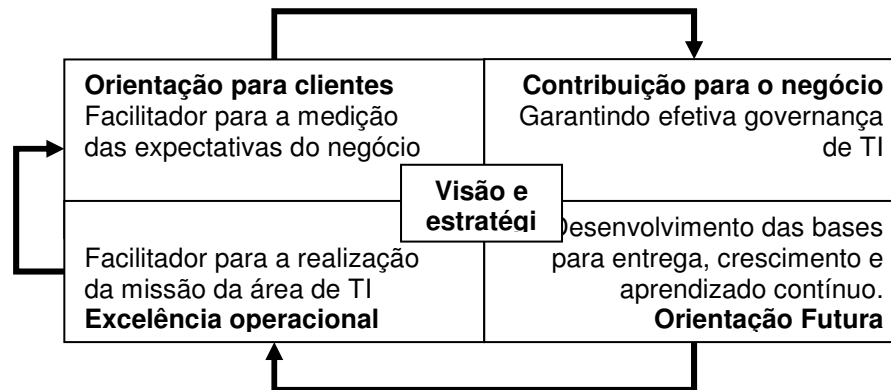 Orientação para clientes
Facilitador para a medição
das expectativas do negócio
Contribuição para o negócio
Garantindo efetiva governança
de TI
Visão e
estratégi
Facilitador para a realização
da missão da área de TI
Excelência operacional
Desenvolvimento das bases
para entrega, crescimento e
aprendizado contínuo.
Orientação Futura